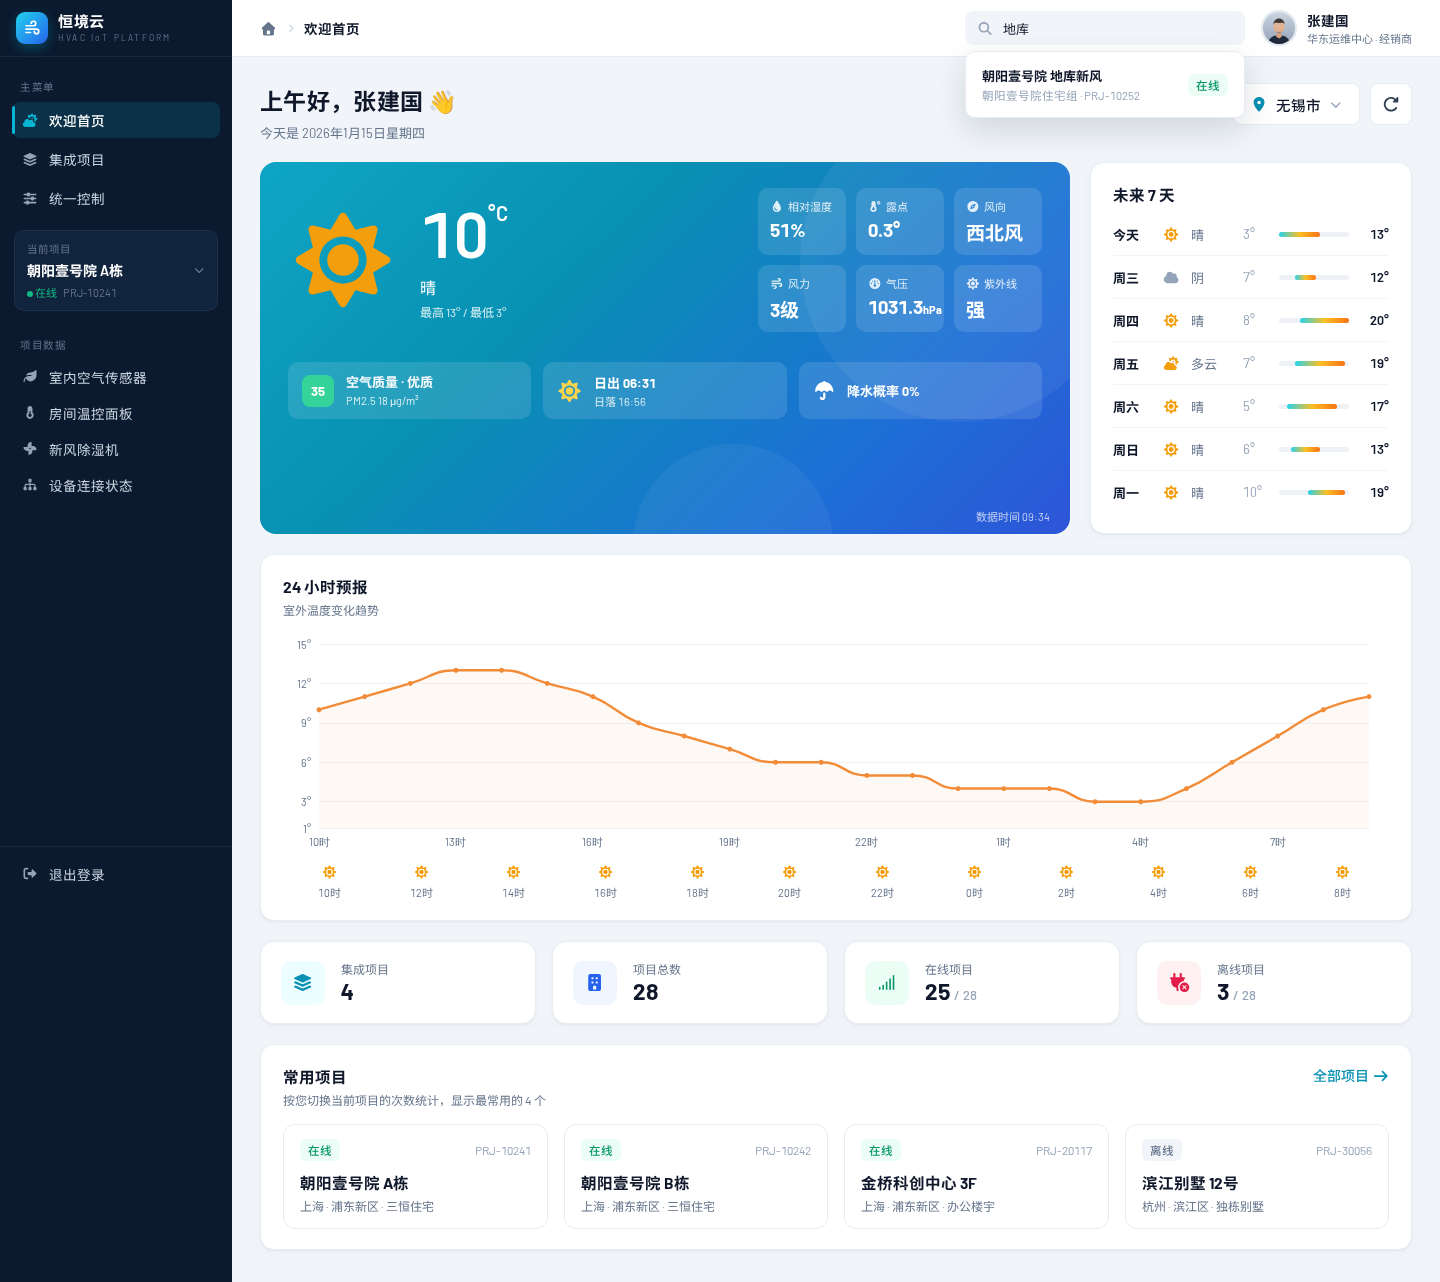 恒境云
HVAC IoT PLATFORM
主菜单
欢迎首页
集成项目
统一控制
当前项目
朝阳壹号院 A栋
在线 PRJ-10241
项目数据
室内空气传感器
房间温控面板
新风除湿机
设备连接状态
退出登录
欢迎首页
地库
张建国
华东运维中心 · 经销商
朝阳壹号院 地库新风
朝阳壹号院住宅组 · PRJ-10252
在线
上午好，张建国 👋
今天是 2026年1月15日星期四
无锡市
10°C
晴
最高 13° / 最低 3°
相对湿度
51%
露点
0.3°
风向
西北风
风力
3级
气压
1031.3hPa
紫外线
强
35
空气质量 · 优质
PM2.5 18 μg/m³
日出 06:31
日落 16:56
降水概率 0%
数据时间 09:34
未来 7 天
今天 晴 3° 13°
周三 阴 7° 12°
周四 晴 8° 20°
周五 多云 7° 19°
周六 晴 5° 17°
周日 晴 6° 13°
周一 晴 10° 19°
24 小时预报
室外温度变化趋势
15°
12°
9°
6°
3°
1°
10时 13时 16时 19时 22时 1时 4时 7时
10时 12时 14时 16时 18时 20时 22时 0时 2时 4时 6时 8时
集成项目
4
项目总数
28
在线项目
25 / 28
离线项目
3 / 28
常用项目
按您切换当前项目的次数统计，显示最常用的 4 个
全部项目
在线 PRJ-10241
朝阳壹号院 A栋
上海 · 浦东新区 · 三恒住宅
在线 PRJ-10242
朝阳壹号院 B栋
上海 · 浦东新区 · 三恒住宅
在线 PRJ-20117
金桥科创中心 3F
上海 · 浦东新区 · 办公楼宇
离线 PRJ-30056
滨江别墅 12号
杭州 · 滨江区 · 独栋别墅